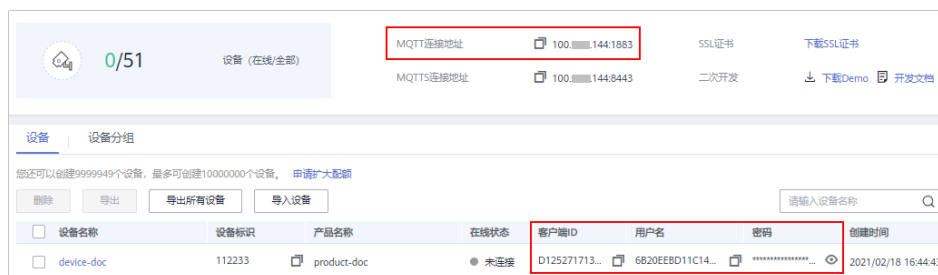 MQTT连接地址 100. .144:1883 SSL证书 下载SSL证书
0/51 设备（在线/全部）
MQTTS连接地址 100. .144:8443 二次开发 下载Demo 开发文档
设备 设备分组
您还可以创建9999949个设备，最多可创建10000000个设备。 申请扩大配额
删除 导出 导出所有设备 导入设备 请输入设备名称
设备名称 设备标识 产品名称 在线状态 客户端ID 用户名 密码 创建时间
device-doc 112233 product-doc 未连接 D125271713... 6B20EEBD11C14... ****************... 2021/02/18 16:44:43